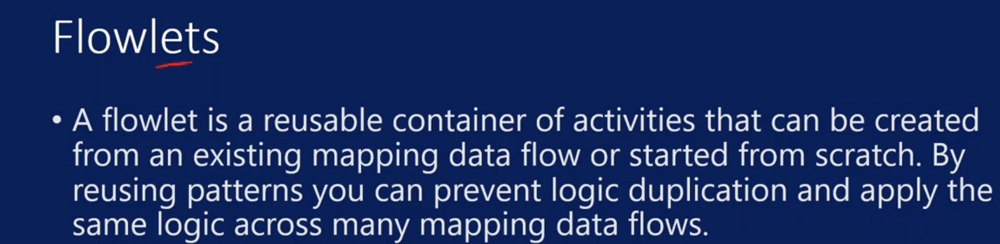 Flowlets
• A flowlet is a reusable container of activities that can be created
from an existing mapping data flow or started from scratch. By
reusing patterns you can prevent logic duplication and apply the
same logic across many mapping data flows.